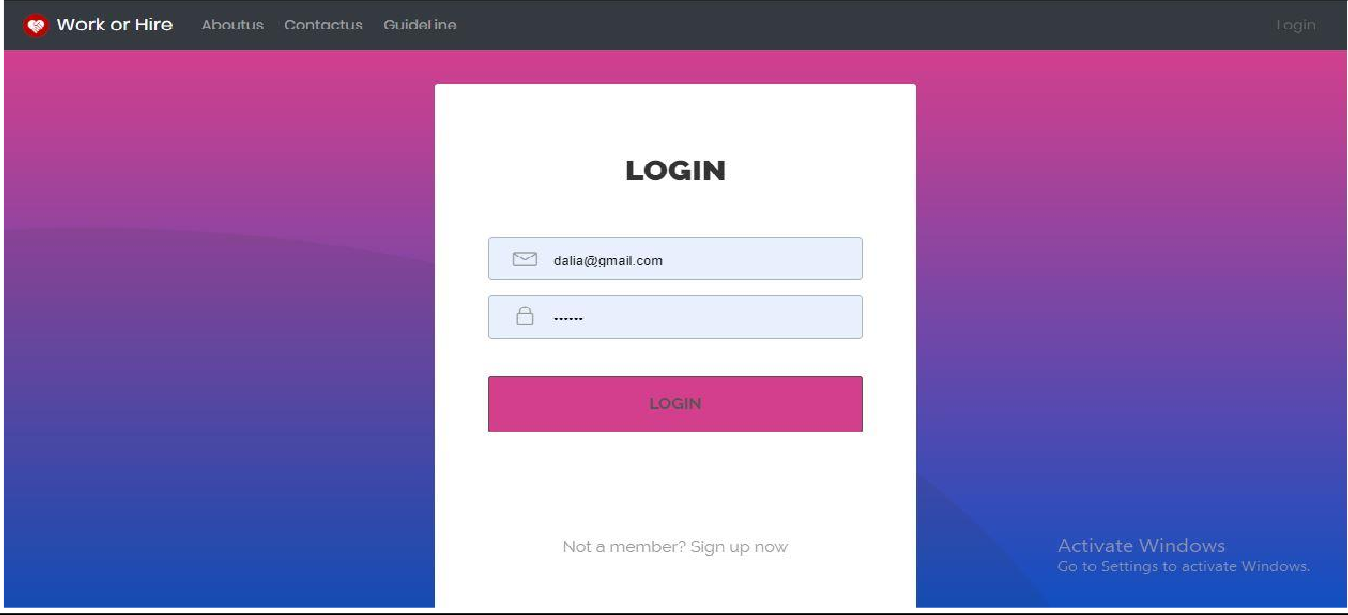 Work or Hire Aboutus Contactus GuideLine Login
LOGIN
dalia@gmail.com
••••••
LOGIN
Not a member? Sign up now
Activate Windows
Go to Settings to activate Windows.